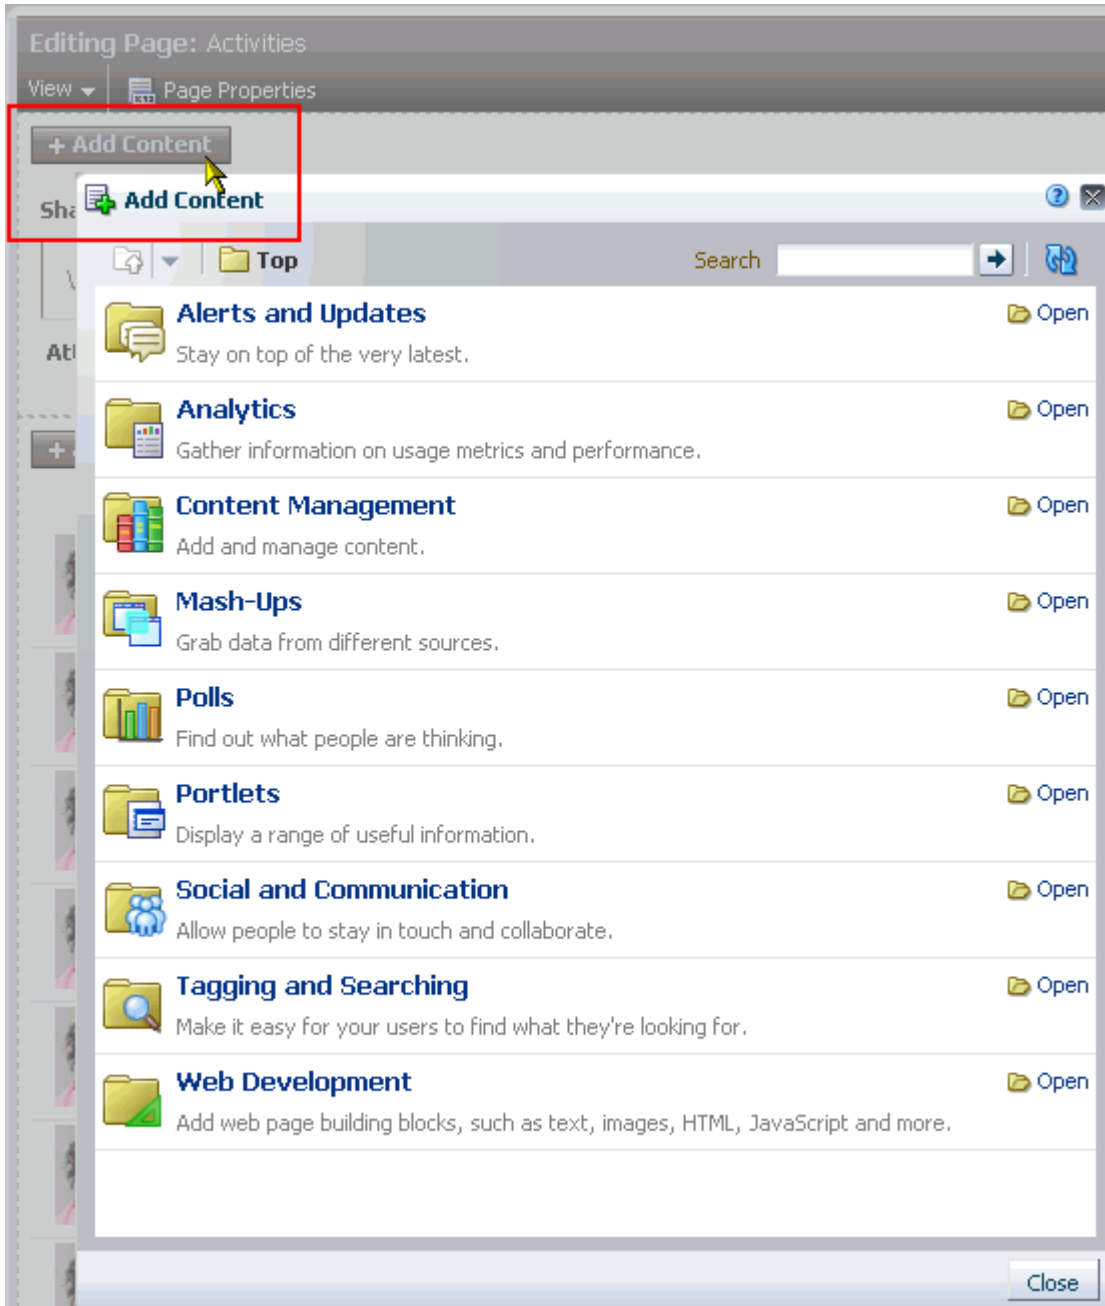 Editing Page: Activities
View Page Properties
+ Add Content
Add Content
Top Search
Alerts and Updates Open
Stay on top of the very latest.
Analytics Open
Gather information on usage metrics and performance.
Content Management Open
Add and manage content.
Mash-Ups Open
Grab data from different sources.
Polls Open
Find out what people are thinking.
Portlets Open
Display a range of useful information.
Social and Communication Open
Allow people to stay in touch and collaborate.
Tagging and Searching Open
Make it easy for your users to find what they're looking for.
Web Development Open
Add web page building blocks, such as text, images, HTML, JavaScript and more.
Close